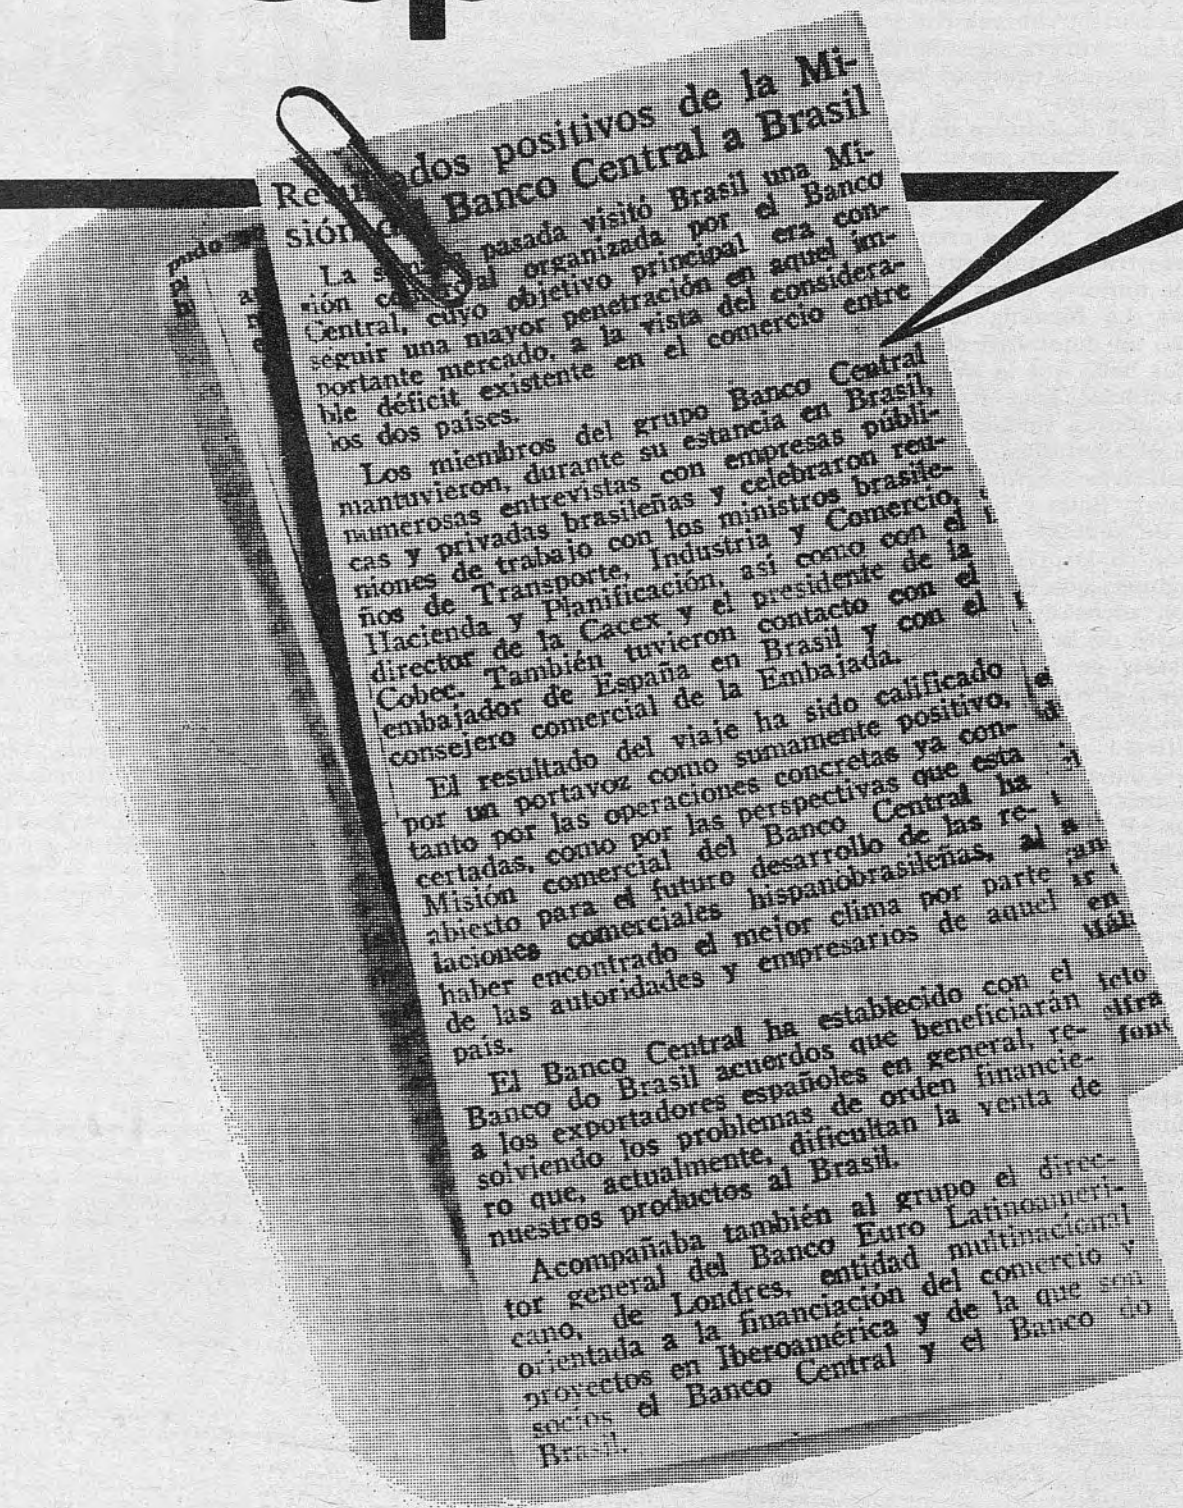 Resultados positivos de la Mi-
sión del Banco Central a Brasil
La semana pasada visitó Brasil una Mi-
sión comercial organizada por el Banco
Central, cuyo objetivo principal era con-
seguir una mayor penetración en aquel im-
portante mercado, a la vista del considera-
ble déficit existente en el comercio entre
los dos países.
Los miembros del grupo Banco Central
mantuvieron, durante su estancia en Brasil,
numerosas entrevistas con empresas públi-
cas y privadas brasileñas y celebraron reu-
niones de trabajo con los ministros brasile-
ños de Transporte, Industria y Comercio,
Hacienda y Planificación, así como con el
director de la Cacex y el presidente de la
Cobec. También tuvieron contacto con el
embajador de España en Brasil y con el
consejero comercial de la Embajada.
El resultado del viaje ha sido calificado
por un portavoz como sumamente positivo,
tanto por las operaciones concretas ya con-
certadas, como por las perspectivas que esta
Misión comercial del Banco Central ha
abierto para el futuro desarrollo de las re-
laciones comerciales hispanobrasileñas, al
haber encontrado el mejor clima por parte
de las autoridades y empresarios de aquel
país.
El Banco Central ha establecido con el
Banco do Brasil acuerdos que beneficiarán
a los exportadores españoles en general, re-
solviendo los problemas de orden financie-
ro que, actualmente, dificultan la venta de
nuestros productos al Brasil.
Acompañaba también al grupo el direc-
tor general del Banco Euro Latinoameri-
cano, de Londres, entidad multinacional
orientada a la financiación del comercio y
proyectos en Iberoamérica y de la que son
socios el Banco Central y el Banco do
Brasil.